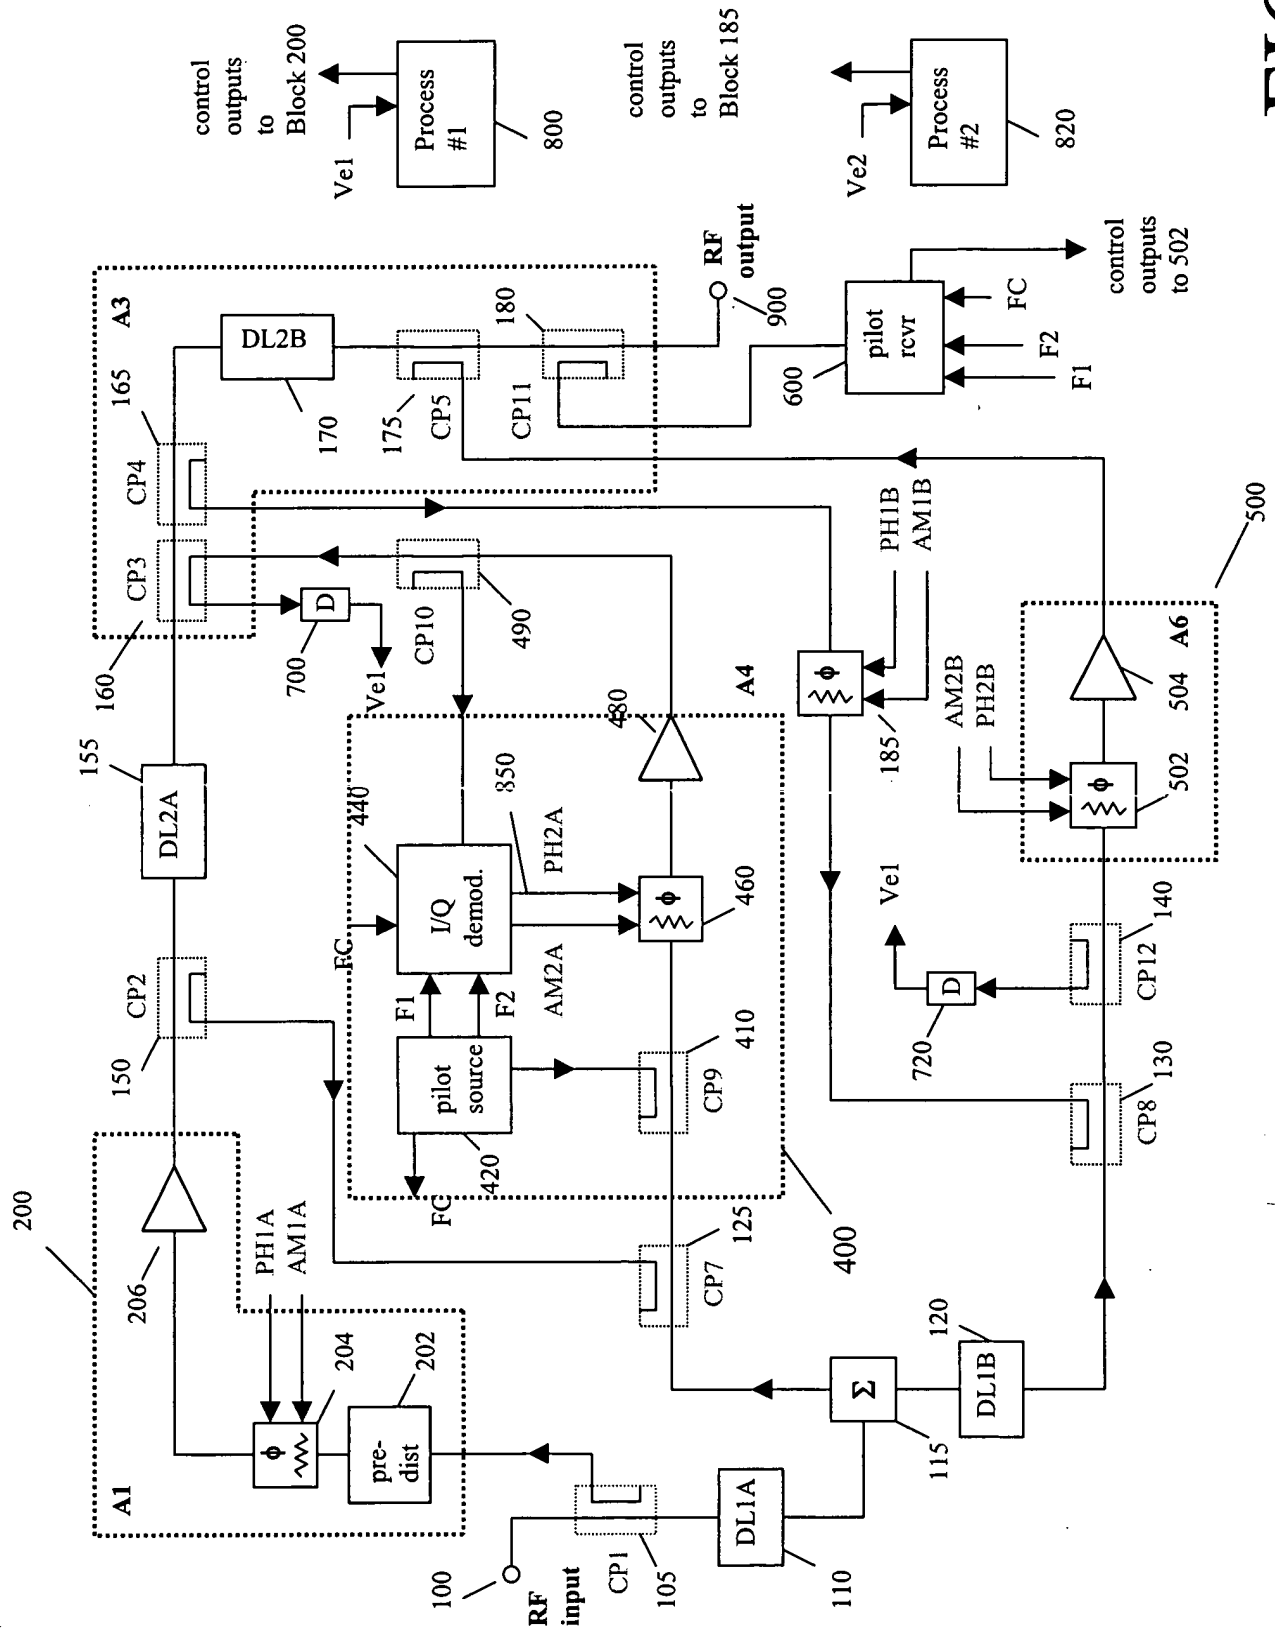 200
A1
206
PH1A
AM1A
204
202
pre-
dist
ϕ
100
RF
input
CP1
105
DL1A
110
Σ
115
DL1B
120
150
CP2
155
DL2A
160
CP3
CP4
165
A3
DL2B
170
175
CP5
CP11
180
RF
output
900
700
D
Ve1
CP10
490
FC
440
I/Q
demod.
F1
F2
850
PH2A
AM2A
pilot
source
420
FC
CP9
410
ϕ
460
480
A4
400
CP7
125
ϕ
185
PH1B
AM1B
Ve1
D
720
CP12
140
CP8
130
AM2B
PH2B
ϕ
502
504
A6
500
pilot
rcvr
600
FC
F2
F1
control
outputs
to 502
control
outputs
to
Block 200
Ve1
Process
#1
800
control
outputs
to
Block 185
Ve2
Process
#2
820